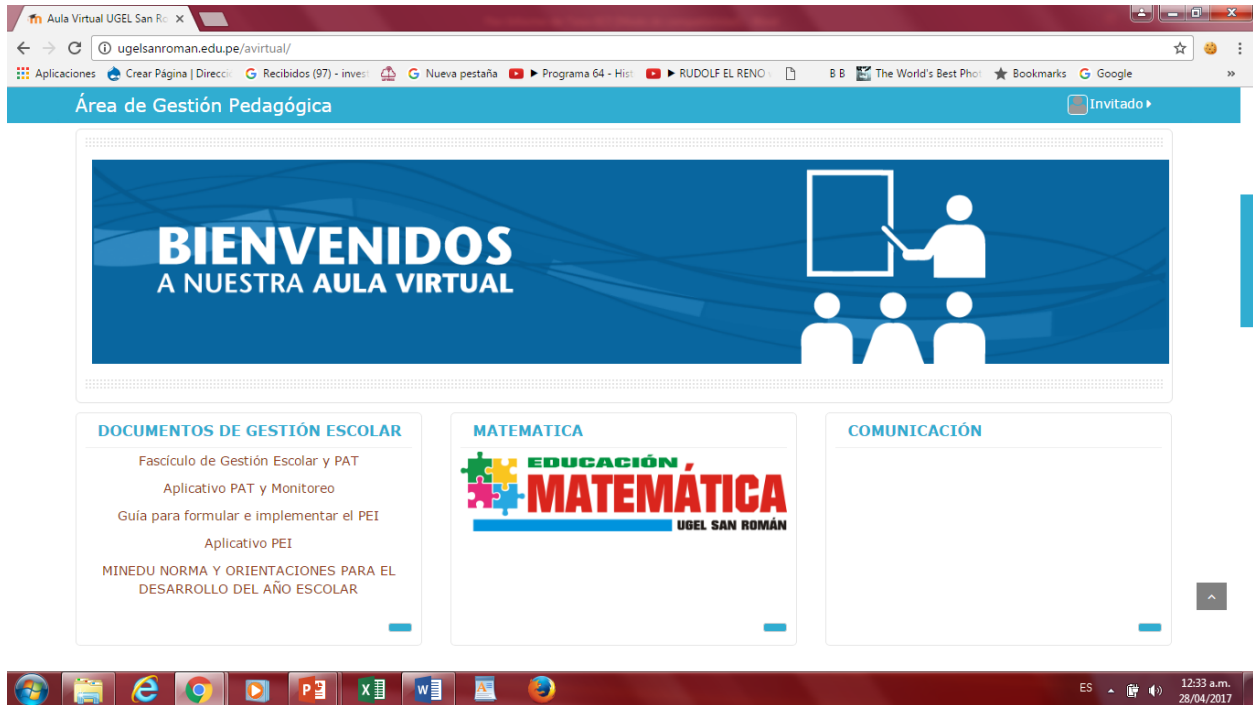 Aula Virtual UGEL San Ro
ugelsanroman.edu.pe/avirtual/
Aplicaciones Crear Página | Direcci Recibidos (97) - invest Nueva pestaña ► Programa 64 - Hist ► RUDOLF EL RENO B B The World's Best Phot Bookmarks Google »
Área de Gestión Pedagógica
Invitado
BIENVENIDOS
A NUESTRA AULA VIRTUAL
DOCUMENTOS DE GESTIÓN ESCOLAR
Fascículo de Gestión Escolar y PAT
Aplicativo PAT y Monitoreo
Guía para formular e implementar el PEI
Aplicativo PEI
MINEDU NORMA Y ORIENTACIONES PARA EL
DESARROLLO DEL AÑO ESCOLAR
MATEMATICA
EDUCACIÓN
MATEMÁTICA
UGEL SAN ROMÁN
COMUNICACIÓN
ES
12:33 a.m.
28/04/2017